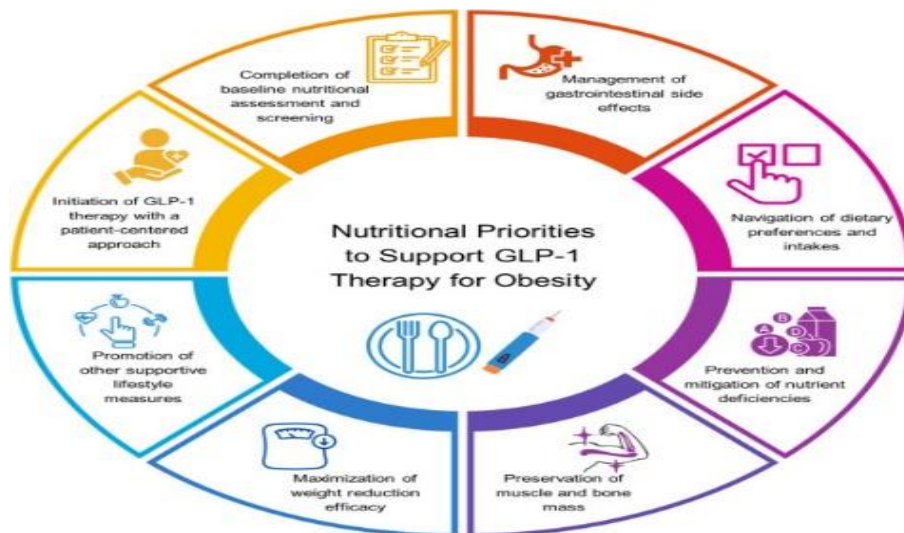 Nutritional Priorities
to Support GLP-1
Therapy for Obesity
Initiation of GLP-1
therapy with a
patient-centered
approach
Completion of
baseline nutritional
assessment and
screening
Management of
gastrointestinal side
effects
Navigation of dietary
preferences and
intakes
A
B
D
C
Prevention and
mitigation of nutrient
deficiencies
Preservation of
muscle and bone
mass
Maximization of
weight reduction
efficacy
Promotion of
other supportive
lifestyle
measures